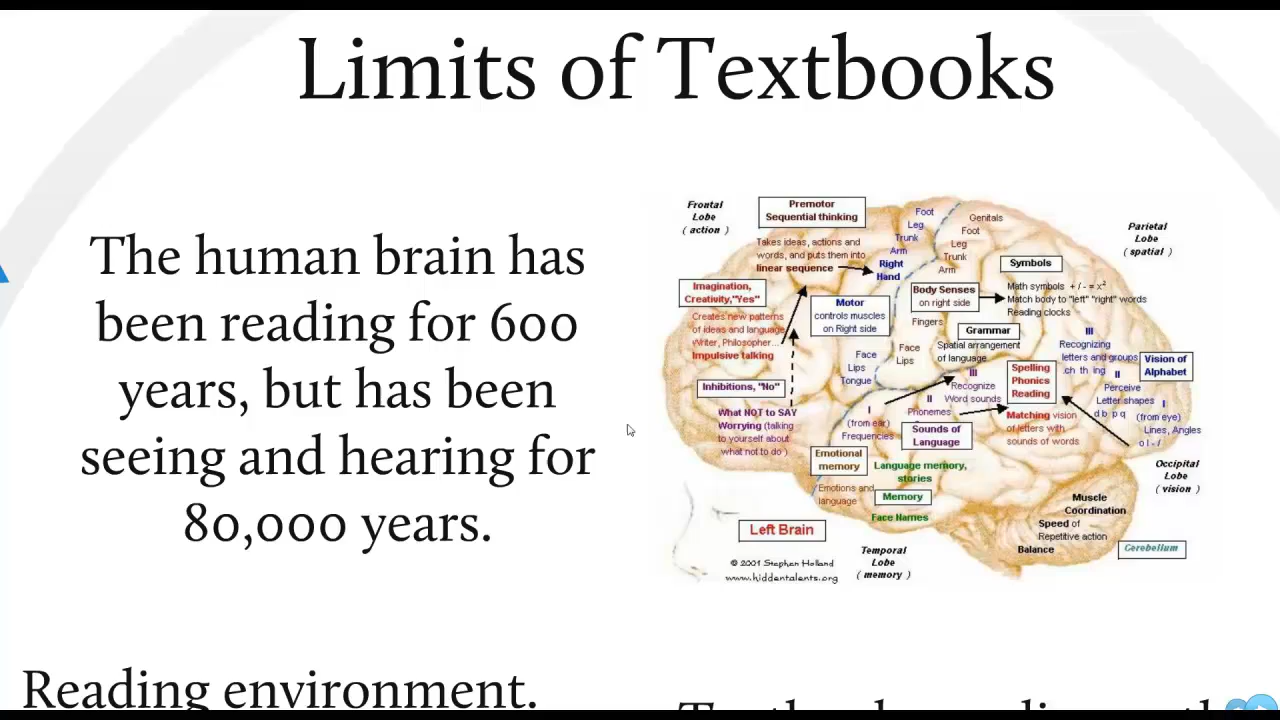 Limits of Textbooks
The human brain has
been reading for 600
years, but has been
seeing and hearing for
80,000 years.
Frontal
Lobe
( action )
Premotor
Sequential thinking
Takes ideas, actions and
words, and puts them into
linear sequence
Imagination,
Creativity,"Yes"
Creates new patterns
of ideas and language
Writer, Philosopher...
Impulsive talking
Inhibitions, "No"
What NOT to SAY
Worrying (talking
to yourself about
what not to do )
Foot
Leg
Trunk
Arm
Right
Hand
Motor
controls muscles
on Right side
Face
Lips
Tongue
Genitals
Foot
Leg
Trunk
Arm
Body Senses
on right side
Fingers
Face
Lips
Parietal
Lobe
( spatial )
Symbols
Math symbols + / - = x²
Match body to "left" "right" words
Reading clocks
Grammar
Spatial arrangement
of language
III
Recognizing
letters and groups
ch th ing
II
Perceive
Letter shapes
d b p q
Vision of
Alphabet
I
(from eye)
Lines, Angles
o l - /
Spelling
Phonics
Reading
Matching vision
of letters with
sounds of words
III
Recognize
Word sounds
II
Phonemes
I
(from ear)
Frequencies
Sounds of
Language
Emotional
memory
Emotions and
language
Language memory,
stories
Memory
Face Names
Occipital
Lobe
( vision )
Muscle
Coordination
Speed of
Repetitive action
Balance
Cerebellum
Left Brain
© 2001 Stephen Holland
www.hiddentalents.org
Temporal
Lobe
( memory )
Reading environment.